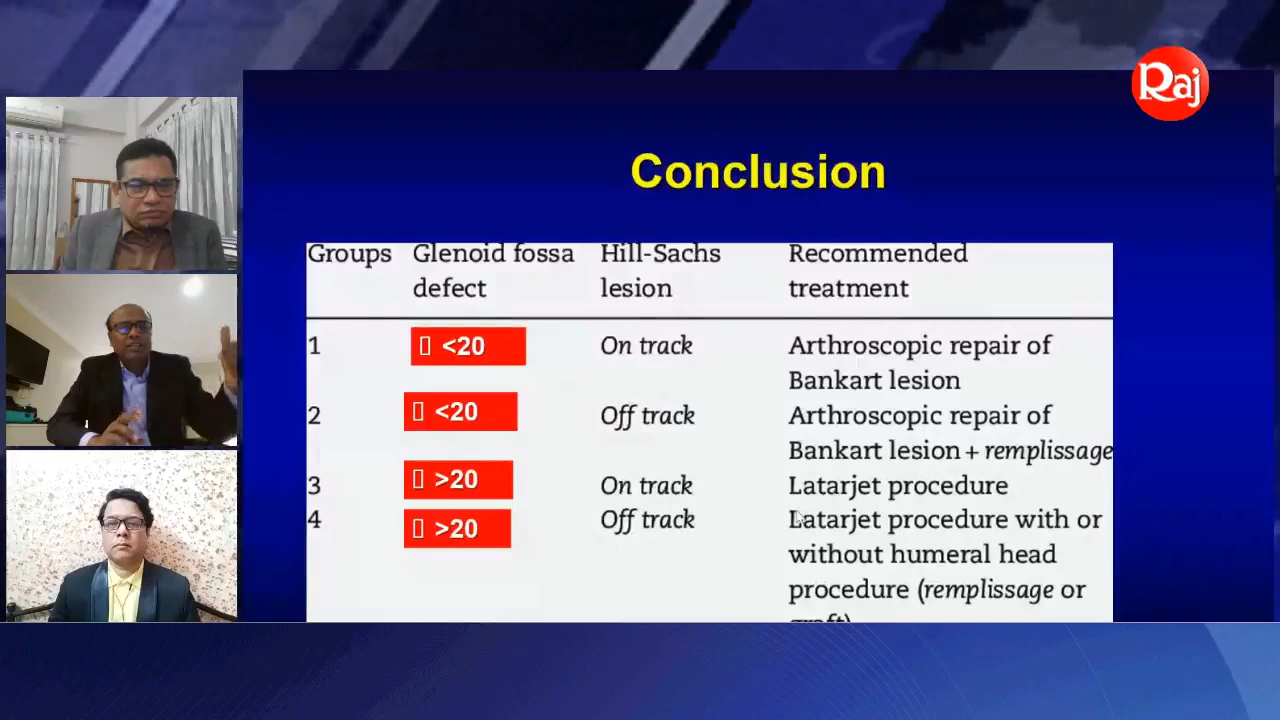 Raj
Conclusion
Groups Glenoid fossa defect Hill-Sachs lesion Recommended treatment
1 <20 On track Arthroscopic repair of
Bankart lesion
2 <20 Off track Arthroscopic repair of
Bankart lesion + remplissage
3 >20 On track Latarjet procedure
4 >20 Off track Latarjet procedure with or
without humeral head
procedure (remplissage or
graft)